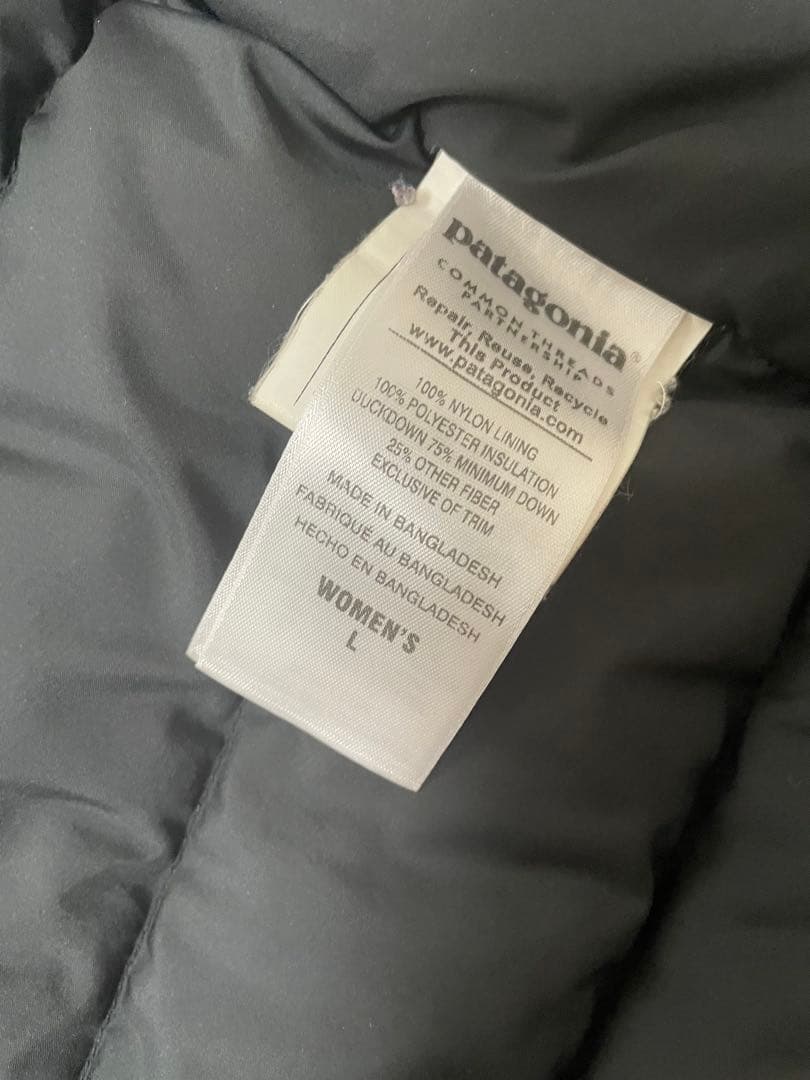 patagonia®
COMMON THREADS
PARTNERSHIP
Repair, Reuse, Recycle
This Product
www.patagonia.com
100% NYLON LINING
100% POLYESTER INSULATION
DUCKDOWN 75% MINIMUM DOWN
25% OTHER FIBER
EXCLUSIVE OF TRIM
MADE IN BANGLADESH
FABRIQUÉ AU BANGLADESH
HECHO EN BANGLADESH
WOMEN'S
L